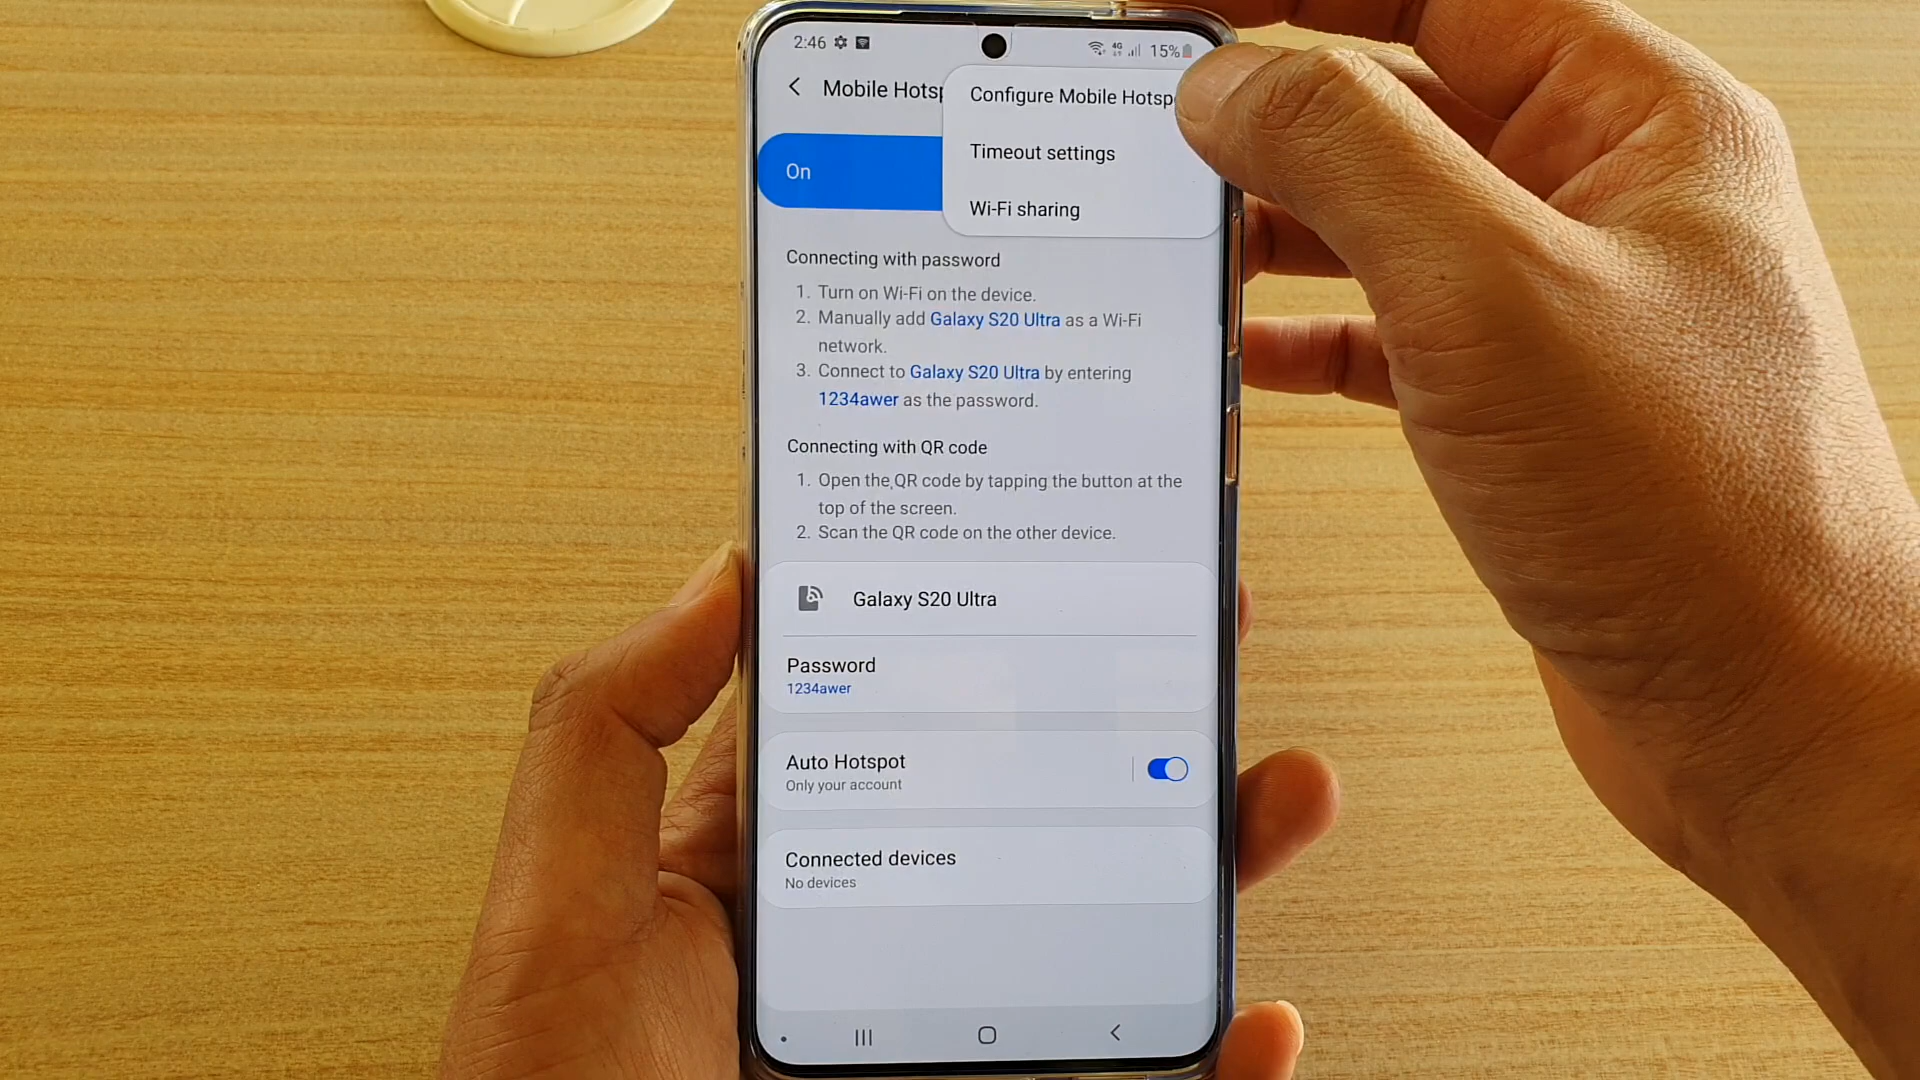 2:46
4G
15%
Mobile Hotsp
Configure Mobile Hotsp
Timeout settings
Wi-Fi sharing
On
Connecting with password
1. Turn on Wi-Fi on the device.
2. Manually add Galaxy S20 Ultra as a Wi-Fi
network.
3. Connect to Galaxy S20 Ultra by entering
1234awer as the password.
Connecting with QR code
1. Open the QR code by tapping the button at the
top of the screen.
2. Scan the QR code on the other device.
Galaxy S20 Ultra
Password
1234awer
Auto Hotspot
Only your account
Connected devices
No devices